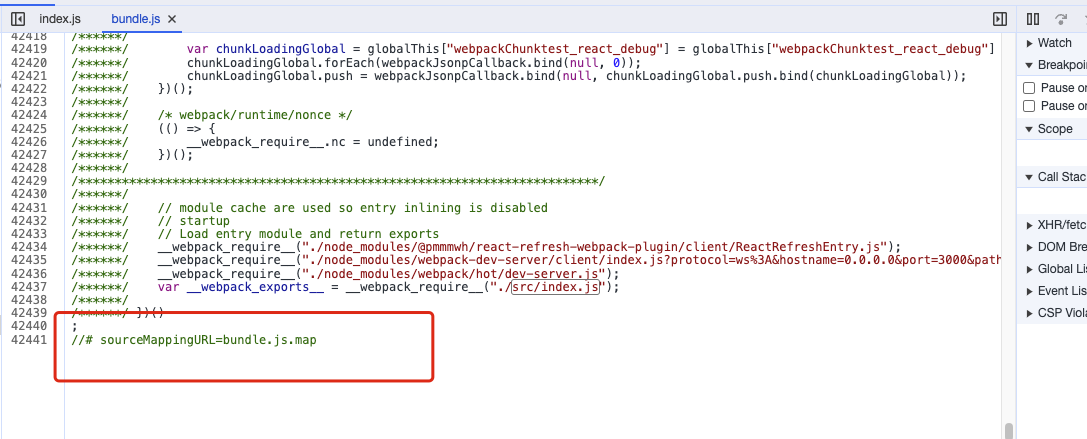 index.js bundle.js ×
42418 /******/
42419 /******/ var chunkLoadingGlobal = globalThis["webpackChunktest_react_debug"] = globalThis["webpackChunktest_react_debug"]
42420 /******/ chunkLoadingGlobal.forEach(webpackJsonpCallback.bind(null, 0));
42421 /******/ chunkLoadingGlobal.push = webpackJsonpCallback.bind(null, chunkLoadingGlobal.push.bind(chunkLoadingGlobal));
42422 /******/ })();
42423 /******/
42424 /******/ /* webpack/runtime/nonce */
42425 /******/ (() => {
42426 /******/ __webpack_require__.nc = undefined;
42427 /******/ })();
42428 /******/
42429 /************************************************************************/
42430 /******/
42431 /******/ // module cache are used so entry inlining is disabled
42432 /******/ // startup
42433 /******/ // Load entry module and return exports
42434 /******/ __webpack_require__("./node_modules/@pmmmwh/react-refresh-webpack-plugin/client/ReactRefreshEntry.js");
42435 /******/ __webpack_require__("./node_modules/webpack-dev-server/client/index.js?protocol=ws%3A&hostname=0.0.0.0&port=3000&path
42436 /******/ __webpack_require__("./node_modules/webpack/hot/dev-server.js");
42437 /******/ var __webpack_exports__ = __webpack_require__("./src/index.js");
42438 /******/
42439 /******/ })()
42440 ;
42441 //# sourceMappingURL=bundle.js.map
Watch
Breakpoi
Pause or
Pause or
Scope
Call Stac
XHR/fetc
DOM Bre
Global Lis
Event List
CSP Viola